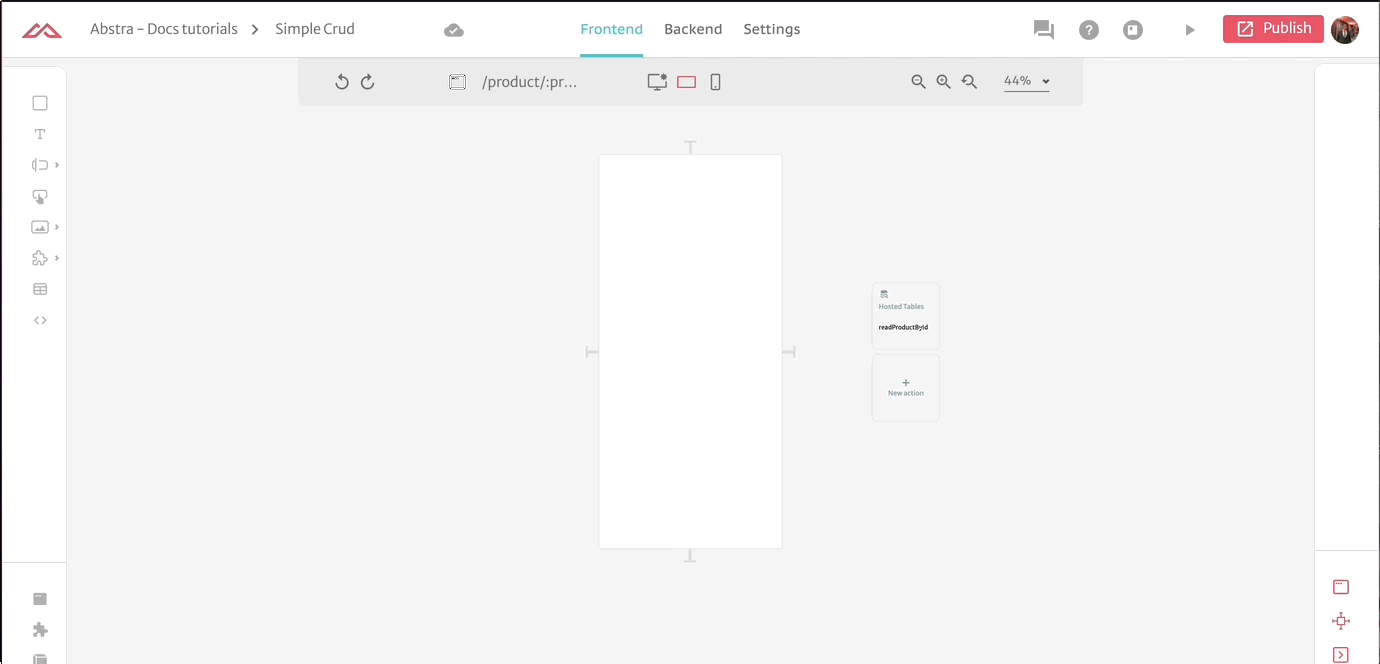 Abstra – Docs tutorials > Simple Crud
Frontend Backend Settings
Publish
/product/:pr...
44%
Hosted Tables
readProductById
+
New action